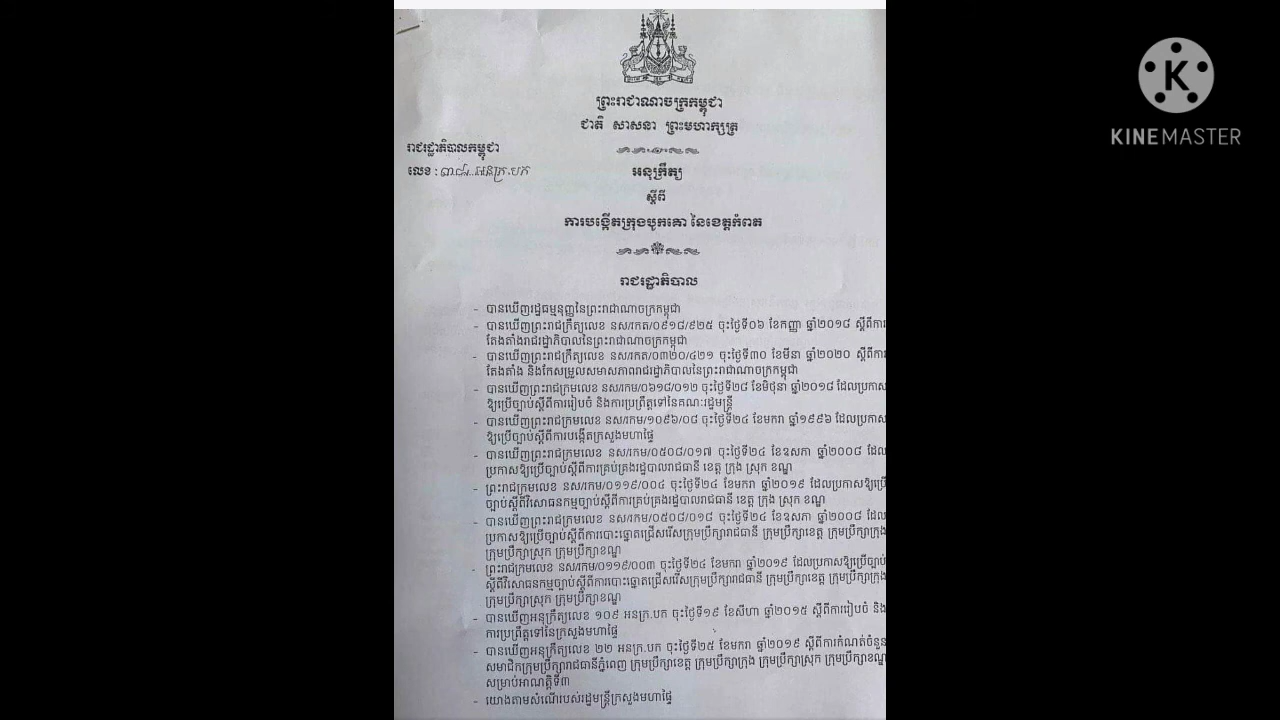 KINEMASTER
ព្រះរាជាណាចក្រកម្ពុជា
ជាតិ សាសនា ព្រះមហាក្សត្រ
រាជរដ្ឋាភិបាលកម្ពុជា
លេខ : អនក្រ.បក
អនុក្រឹត្យ
ស្តីពី
ការបង្កើតក្រុងបូកគោ នៃខេត្តកំពត
រាជរដ្ឋាភិបាល
- បានឃើញរដ្ឋធម្មនុញ្ញនៃព្រះរាជាណាចក្រកម្ពុជា
- បានឃើញព្រះរាជក្រឹត្យលេខ នស/រកត/០៩១៨/៩២៥ ចុះថ្ងៃទី០៦ ខែកញ្ញា ឆ្នាំ២០១៨ ស្តីពីការ
តែងតាំងរាជរដ្ឋាភិបាលនៃព្រះរាជាណាចក្រកម្ពុជា
- បានឃើញព្រះរាជក្រឹត្យលេខ នស/រកត/០៣២០/៤២១ ចុះថ្ងៃទី៣០ ខែមីនា ឆ្នាំ២០២០ ស្តីពីការ
តែងតាំង និងកែសម្រួលសមាសភាពរាជរដ្ឋាភិបាលនៃព្រះរាជាណាចក្រកម្ពុជា
- បានឃើញព្រះរាជក្រមលេខ នស/រកម/០៦១៨/០១២ ចុះថ្ងៃទី២៨ ខែមិថុនា ឆ្នាំ២០១៨ ដែលប្រកាស
ឱ្យប្រើច្បាប់ស្តីពីការរៀបចំ និងការប្រព្រឹត្តទៅនៃគណៈរដ្ឋមន្ត្រី
- បានឃើញព្រះរាជក្រមលេខ នស/រកម/១០៩៦/០៨ ចុះថ្ងៃទី២៤ ខែមករា ឆ្នាំ១៩៩៦ ដែលប្រកាស
ឱ្យប្រើច្បាប់ស្តីពីការបង្កើតក្រសួងមហាផ្ទៃ
- បានឃើញព្រះរាជក្រមលេខ នស/រកម/០៥០៨/០១៧ ចុះថ្ងៃទី២៤ ខែឧសភា ឆ្នាំ២០០៨ ដែល
ប្រកាសឱ្យប្រើច្បាប់ស្តីពីការគ្រប់គ្រងរដ្ឋបាលរាជធានី ខេត្ត ក្រុង ស្រុក ខណ្ឌ
- ព្រះរាជក្រមលេខ នស/រកម/០១១៩/០០៤ ចុះថ្ងៃទី២៤ ខែមករា ឆ្នាំ២០១៩ ដែលប្រកាសឱ្យប្រើ
ច្បាប់ស្តីពីវិសោធនកម្មច្បាប់ស្តីពីការគ្រប់គ្រងរដ្ឋបាលរាជធានី ខេត្ត ក្រុង ស្រុក ខណ្ឌ
- បានឃើញព្រះរាជក្រមលេខ នស/រកម/០៥០៨/០១៨ ចុះថ្ងៃទី២៤ ខែឧសភា ឆ្នាំ២០០៨ ដែល
ប្រកាសឱ្យប្រើច្បាប់ស្តីពីការបោះឆ្នោតជ្រើសរើសក្រុមប្រឹក្សារាជធានី ក្រុមប្រឹក្សាខេត្ត ក្រុមប្រឹក្សាក្រុង
ក្រុមប្រឹក្សាស្រុក ក្រុមប្រឹក្សាខណ្ឌ
- ព្រះរាជក្រមលេខ នស/រកម/០១១៩/០០៣ ចុះថ្ងៃទី២៤ ខែមករា ឆ្នាំ២០១៩ ដែលប្រកាសឱ្យប្រើច្បាប់
ស្តីពីវិសោធនកម្មច្បាប់ស្តីពីការបោះឆ្នោតជ្រើសរើសក្រុមប្រឹក្សារាជធានី ក្រុមប្រឹក្សាខេត្ត ក្រុមប្រឹក្សាក្រុង
ក្រុមប្រឹក្សាស្រុក ក្រុមប្រឹក្សាខណ្ឌ
- បានឃើញអនុក្រឹត្យលេខ ១០៩ អនក្រ.បក ចុះថ្ងៃទី១៩ ខែសីហា ឆ្នាំ២០១៥ ស្តីពីការរៀបចំ និង
ការប្រព្រឹត្តទៅនៃក្រសួងមហាផ្ទៃ
- បានឃើញអនុក្រឹត្យលេខ ២២ អនក្រ.បក ចុះថ្ងៃទី២៥ ខែមករា ឆ្នាំ២០១៩ ស្តីពីការកំណត់ចំនួន
សមាជិកក្រុមប្រឹក្សារាជធានីភ្នំពេញ ក្រុមប្រឹក្សាខេត្ត ក្រុមប្រឹក្សាក្រុង ក្រុមប្រឹក្សាស្រុក ក្រុមប្រឹក្សាខណ្ឌ
សម្រាប់អាណត្តិទី៣
- យោងតាមសំណើរបស់រដ្ឋមន្ត្រីក្រសួងមហាផ្ទៃ